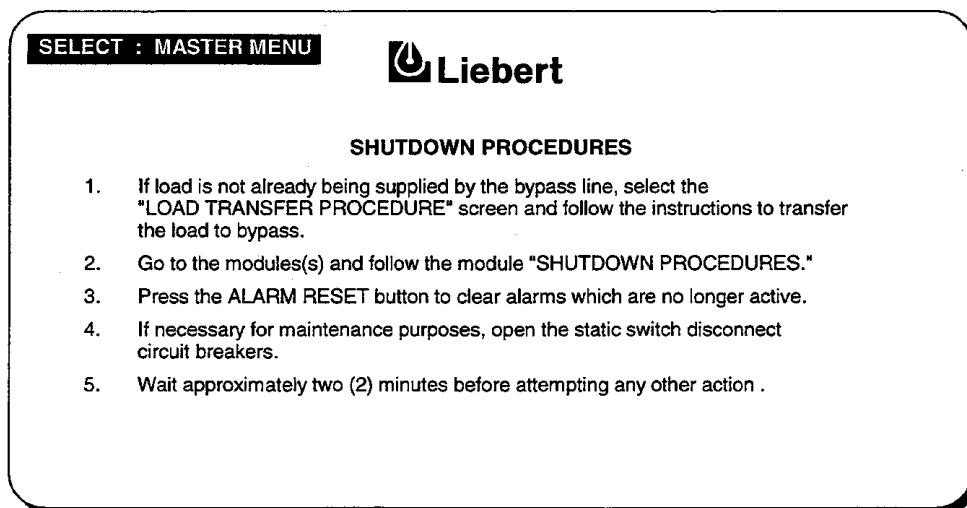 SELECT : MASTER MENU
Liebert
SHUTDOWN PROCEDURES
1. If load is not already being supplied by the bypass line, select the
"LOAD TRANSFER PROCEDURE" screen and follow the instructions to transfer
the load to bypass.
2. Go to the modules(s) and follow the module "SHUTDOWN PROCEDURES."
3. Press the ALARM RESET button to clear alarms which are no longer active.
4. If necessary for maintenance purposes, open the static switch disconnect
circuit breakers.
5. Wait approximately two (2) minutes before attempting any other action .